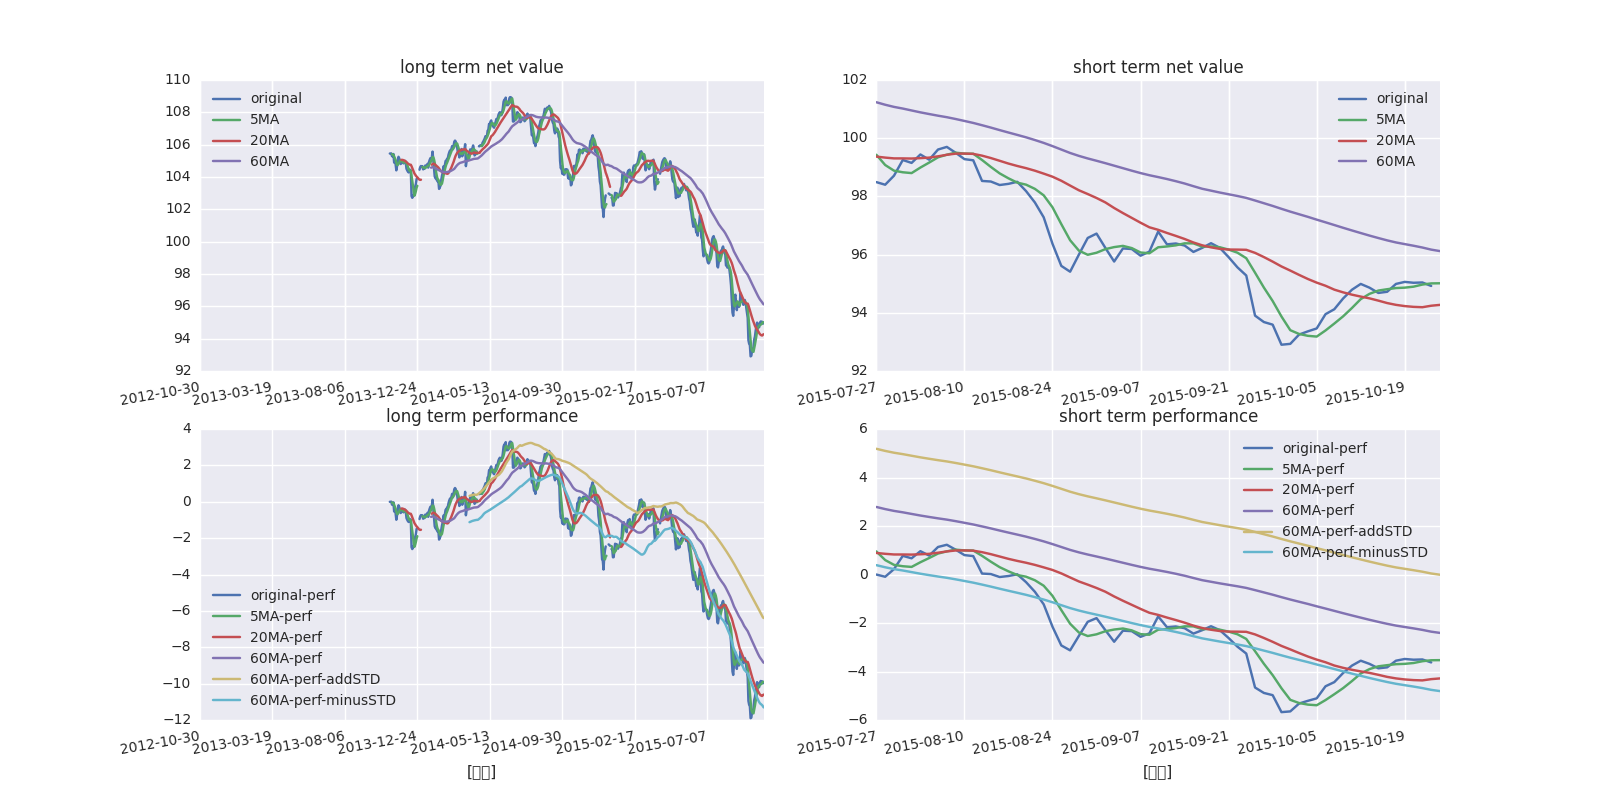 long term net value
110
108
106
104
102
100
98
96
94
92
original
5MA
20MA
60MA
2012-10-30
2013-03-19
2013-08-06
2013-12-24
2014-05-13
2014-09-30
2015-02-17
2015-07-07
short term net value
102
100
98
96
94
92
original
5MA
20MA
60MA
2015-07-27
2015-08-10
2015-08-24
2015-09-07
2015-09-21
2015-10-05
2015-10-19
long term performance
4
2
0
−2
−4
−6
−8
−10
−12
original-perf
5MA-perf
20MA-perf
60MA-perf
60MA-perf-addSTD
60MA-perf-minusSTD
2012-10-30
2013-03-19
2013-08-06
2013-12-24
2014-05-13
2014-09-30
2015-02-17
2015-07-07
short term performance
6
4
2
0
−2
−4
−6
original-perf
5MA-perf
20MA-perf
60MA-perf
60MA-perf-addSTD
60MA-perf-minusSTD
2015-07-27
2015-08-10
2015-08-24
2015-09-07
2015-09-21
2015-10-05
2015-10-19